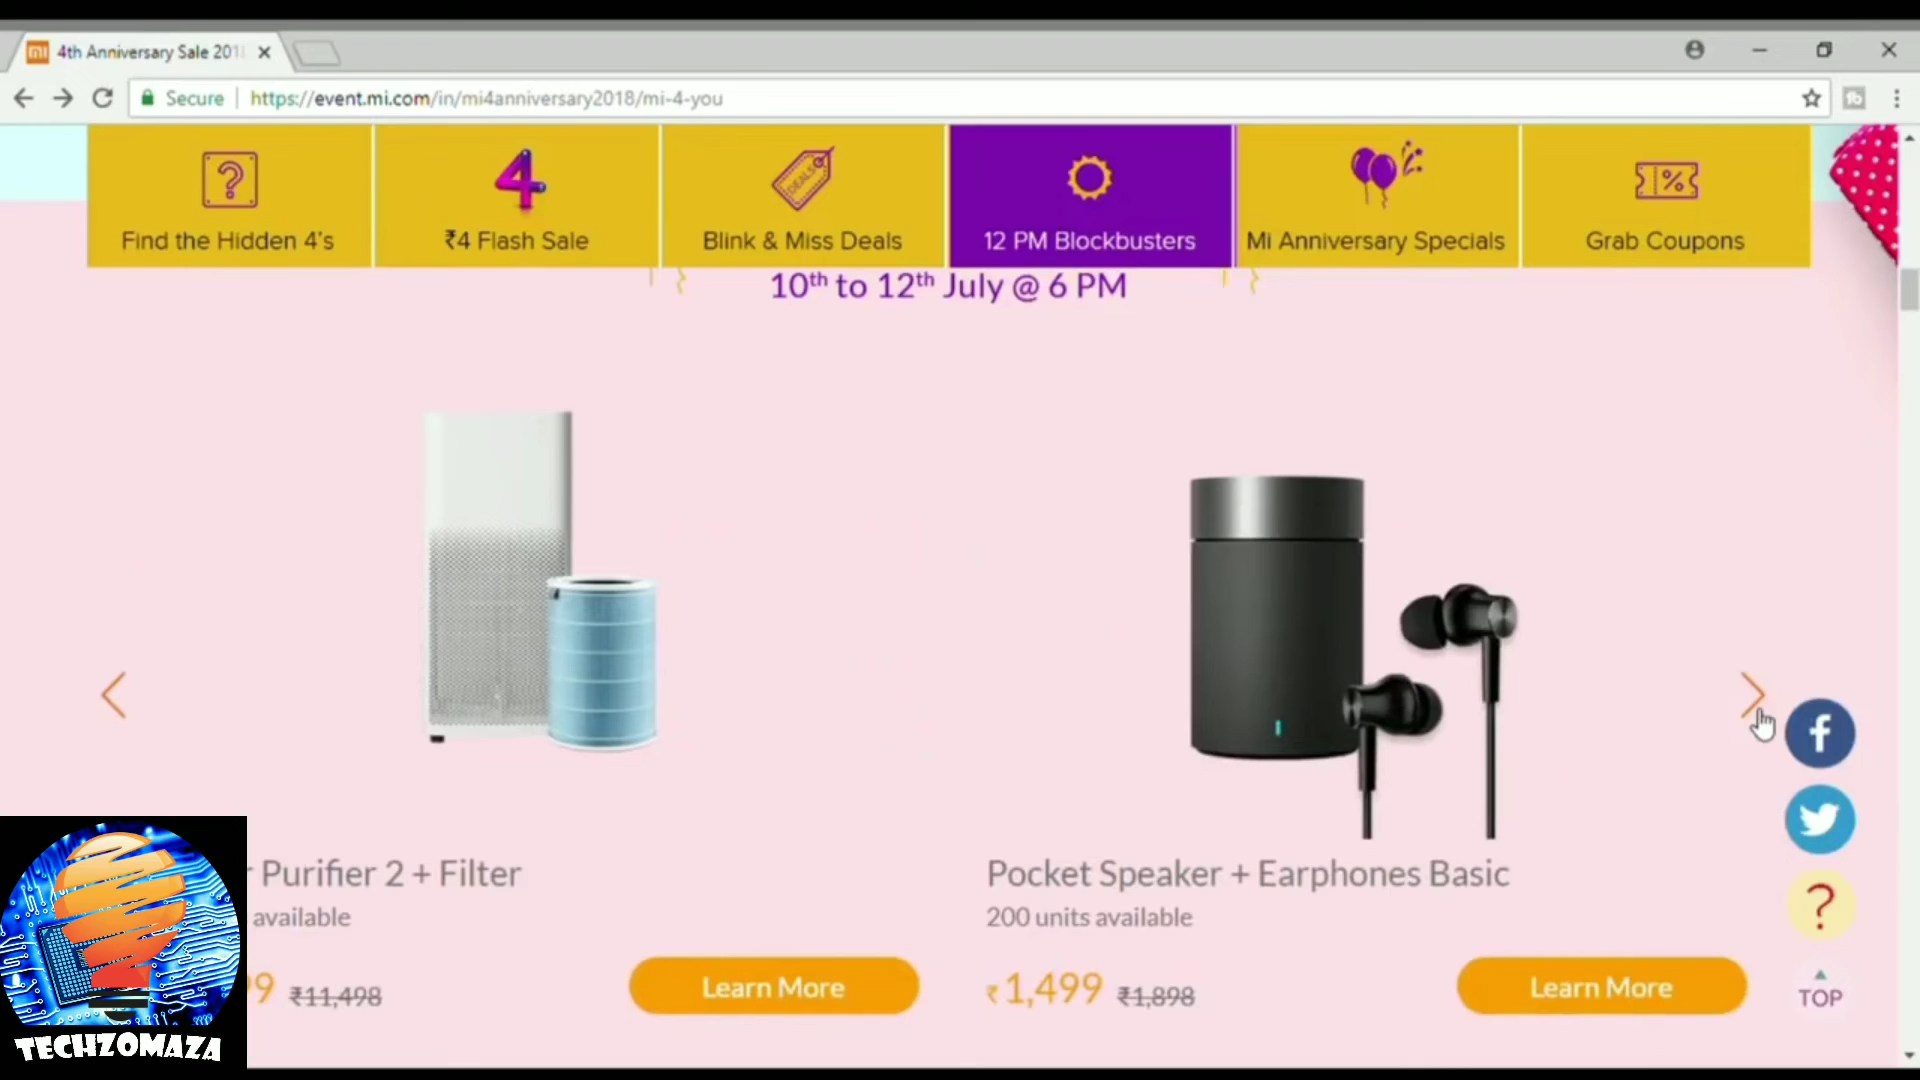 4th Anniversary Sale 201
Secure
https://event.mi.com/in/mi4anniversary2018/mi-4-you
Find the Hidden 4's
₹4 Flash Sale
DEALS
Blink & Miss Deals
12 PM Blockbusters
Mi Anniversary Specials
Grab Coupons
10th to 12th July @ 6 PM
Purifier 2 + Filter
available
9 ₹11,498
Learn More
Pocket Speaker + Earphones Basic
200 units available
₹1,499 ₹1,898
Learn More
TOP
TECHZOMAZA